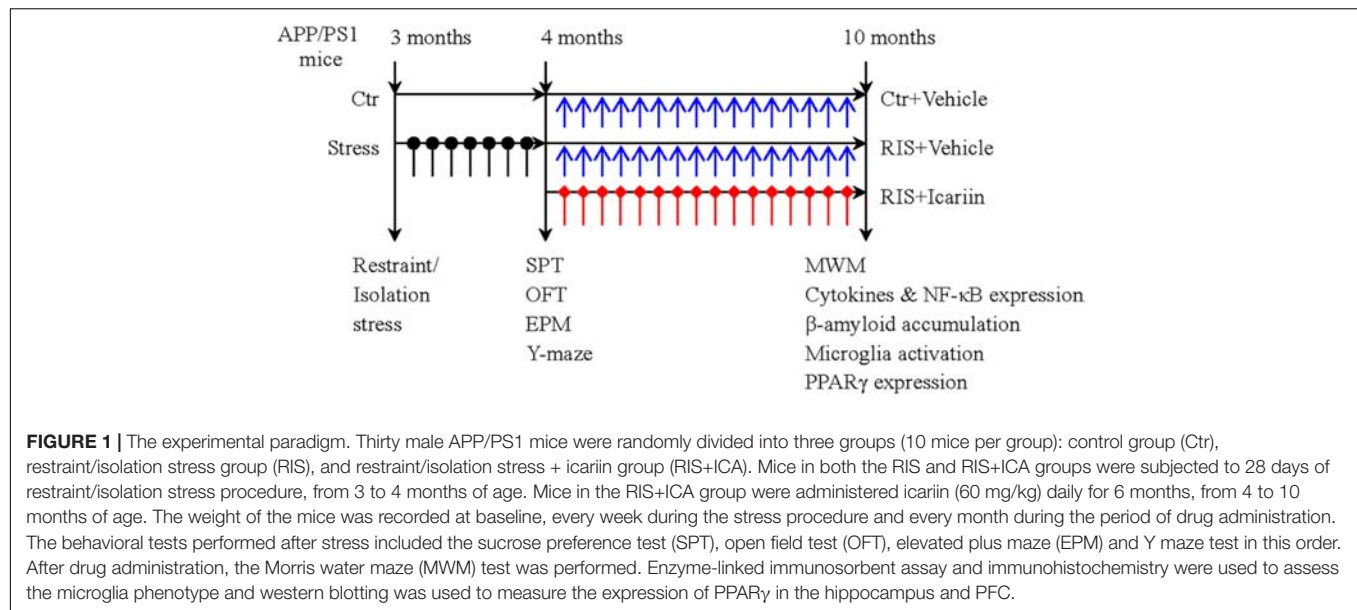 APP/PS1 3 months 4 months 10 months
mice
Ctr Ctr+Vehicle
Stress RIS+Vehicle
RIS+Icariin
Restraint/ SPT MWM
Isolation OFT Cytokines & NF-κB expression
stress EPM β-amyloid accumulation
Y-maze Microglia activation
PPARγ expression
FIGURE 1 | The experimental paradigm. Thirty male APP/PS1 mice were randomly divided into three groups (10 mice per group): control group (Ctr),
restraint/isolation stress group (RIS), and restraint/isolation stress + icariin group (RIS+ICA). Mice in both the RIS and RIS+ICA groups were subjected to 28 days of
restraint/isolation stress procedure, from 3 to 4 months of age. Mice in the RIS+ICA group were administered icariin (60 mg/kg) daily for 6 months, from 4 to 10
months of age. The weight of the mice was recorded at baseline, every week during the stress procedure and every month during the period of drug administration.
The behavioral tests performed after stress included the sucrose preference test (SPT), open field test (OFT), elevated plus maze (EPM) and Y maze test in this order.
After drug administration, the Morris water maze (MWM) test was performed. Enzyme-linked immunosorbent assay and immunohistochemistry were used to assess
the microglia phenotype and western blotting was used to measure the expression of PPARγ in the hippocampus and PFC.